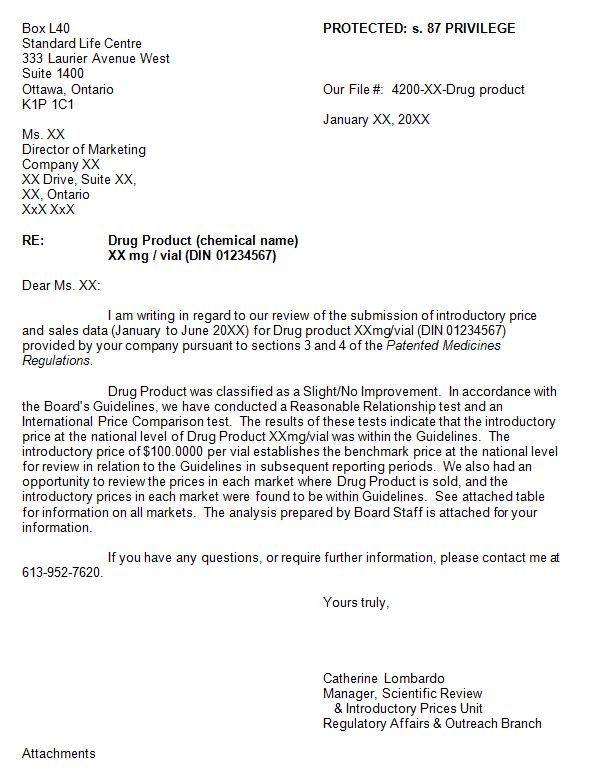 Box L40
PROTECTED: s. 87 PRIVILEGE
Standard Life Centre
333 Laurier Avenue West
Suite 1400
Ottawa, Ontario
Our File #: 4200-XX-Drug product
K1P 1C1
January XX, 20XX
Ms. XX
Director of Marketing
Company XX
XX Drive, Suite XX,
XX, Ontario
XxX XxX
RE: Drug Product (chemical name)
XX mg / vial (DIN 01234567)
Dear Ms. XX:
I am writing in regard to our review of the submission of introductory price
and sales data (January to June 20XX) for Drug product XXmg/vial (DIN 01234567)
provided by your company pursuant to sections 3 and 4 of the Patented Medicines
Regulations.
Drug Product was classified as a Slight/No Improvement. In accordance with
the Board's Guidelines, we have conducted a Reasonable Relationship test and an
International Price Comparison test. The results of these tests indicate that the introductory
price at the national level of Drug Product XXmg/vial was within the Guidelines. The
introductory price of $100.0000 per vial establishes the benchmark price at the national level
for review in relation to the Guidelines in subsequent reporting periods. We also had an
opportunity to review the prices in each market where Drug Product is sold, and the
introductory prices in each market were found to be within Guidelines. See attached table
for information on all markets. The analysis prepared by Board Staff is attached for your
information.
If you have any questions, or require further information, please contact me at
613-952-7620.
Yours truly,
Catherine Lombardo
Manager, Scientific Review
& Introductory Prices Unit
Regulatory Affairs & Outreach Branch
Attachments